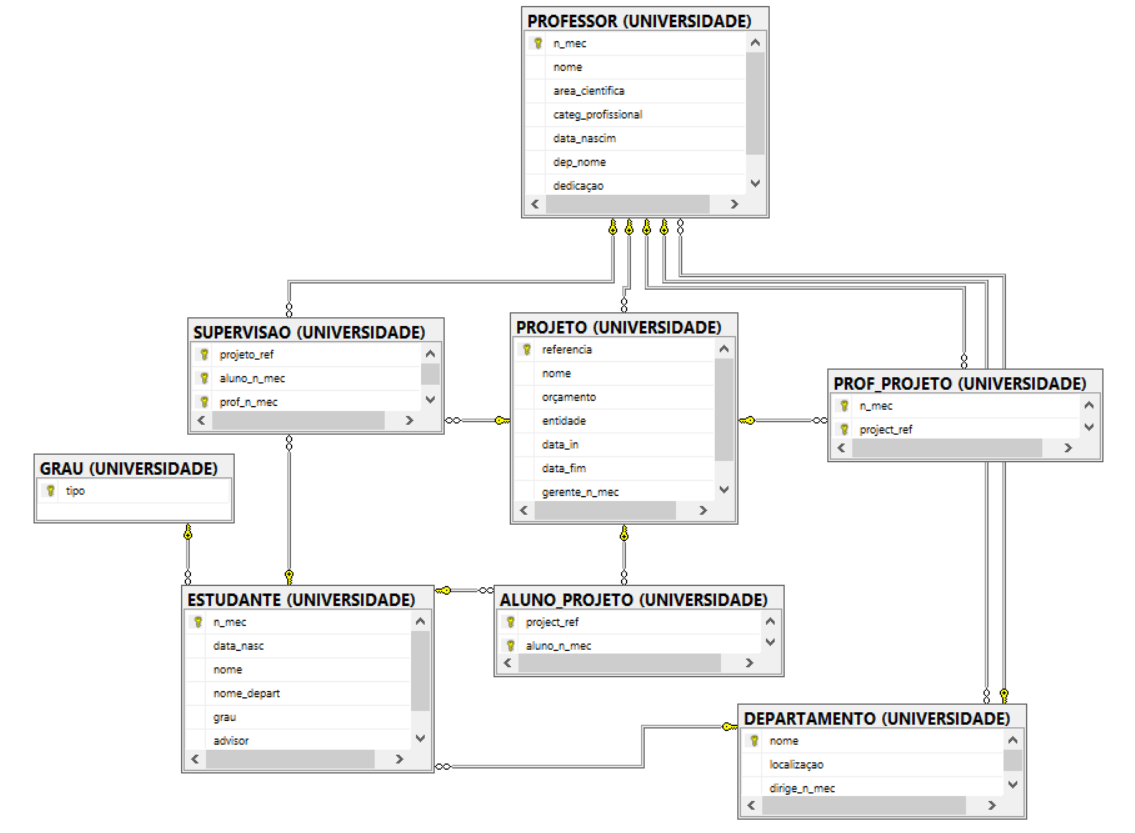 PROFESSOR (UNIVERSIDADE)
n_mec
nome
area_cientifica
categ_profissional
data_nascim
dep_nome
dedicaçao
SUPERVISAO (UNIVERSIDADE)
projeto_ref
aluno_n_mec
prof_n_mec
PROJETO (UNIVERSIDADE)
referencia
nome
orçamento
entidade
data_in
data_fim
gerente_n_mec
PROF_PROJETO (UNIVERSIDADE)
n_mec
project_ref
GRAU (UNIVERSIDADE)
tipo
ESTUDANTE (UNIVERSIDADE)
n_mec
data_nasc
nome
nome_depart
grau
advisor
ALUNO_PROJETO (UNIVERSIDADE)
project_ref
aluno_n_mec
DEPARTAMENTO (UNIVERSIDADE)
nome
localizaçao
dirige_n_mec